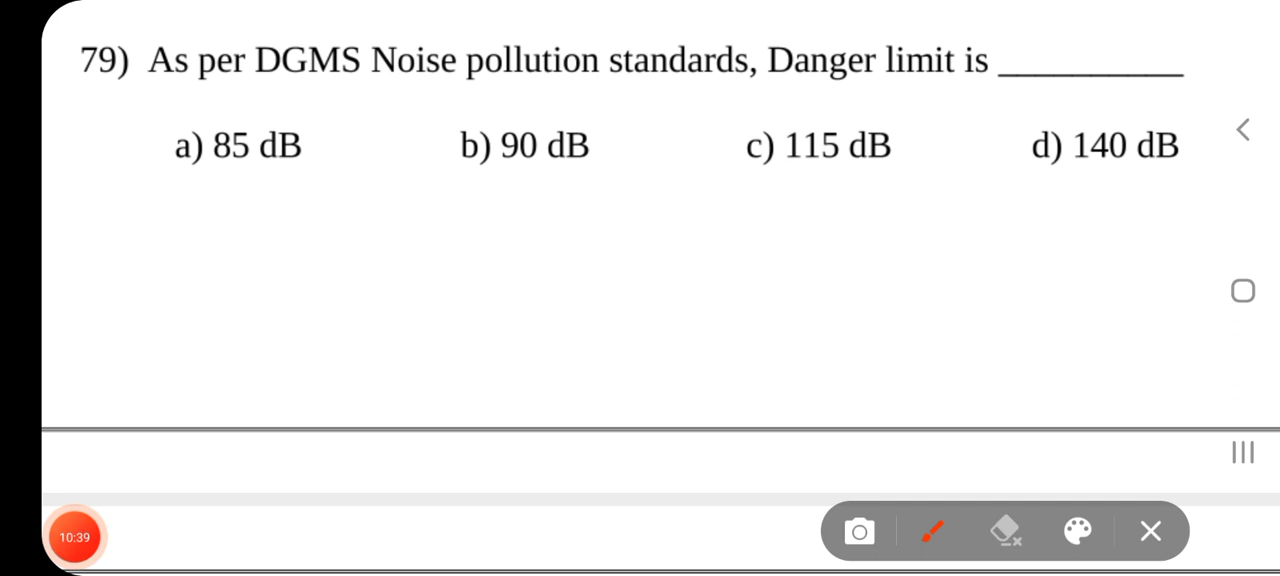 79) As per DGMS Noise pollution standards, Danger limit is __________
a) 85 dB b) 90 dB c) 115 dB d) 140 dB
10:39